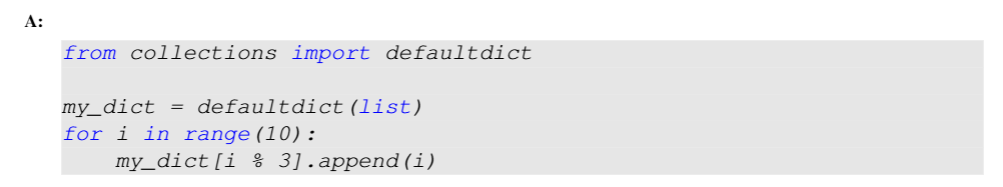 A:
from collections import defaultdict
my_dict = defaultdict(list)
for i in range(10):
    my_dict[i % 3].append(i)